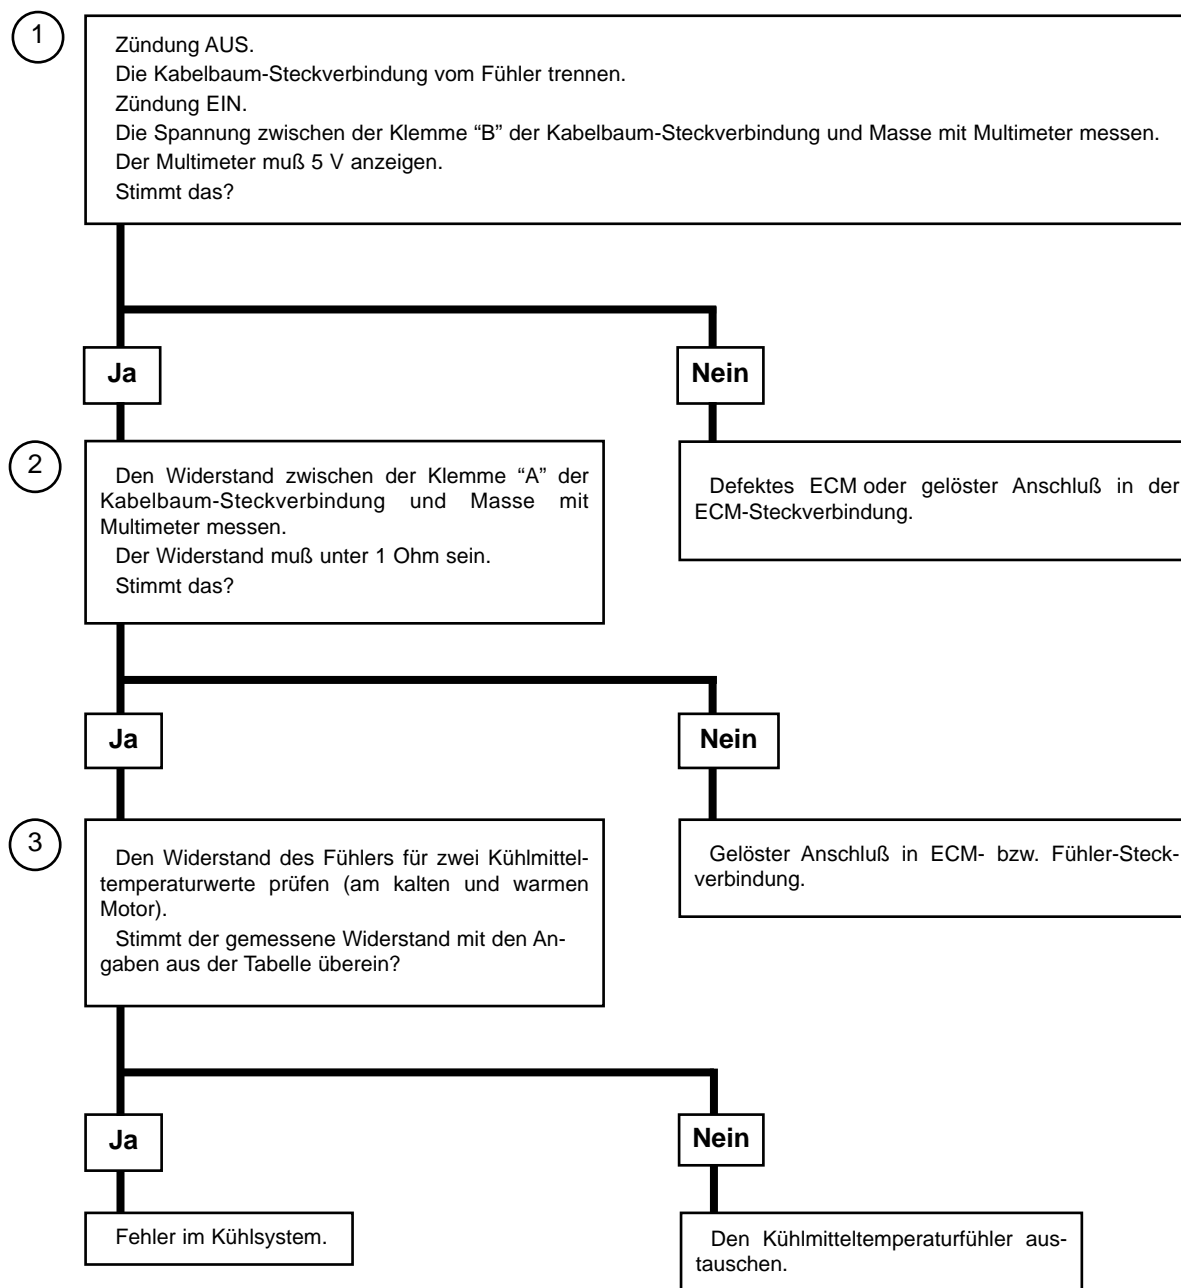 1
Zündung AUS.
Die Kabelbaum-Steckverbindung vom Fühler trennen.
Zündung EIN.
Die Spannung zwischen der Klemme “B” der Kabelbaum-Steckverbindung und Masse mit Multimeter messen.
Der Multimeter muß 5 V anzeigen.
Stimmt das?
Ja
Nein
2
Den Widerstand zwischen der Klemme “A” der
Kabelbaum-Steckverbindung und Masse mit
Multimeter messen.
Der Widerstand muß unter 1 Ohm sein.
Stimmt das?
Defektes ECM oder gelöster Anschluß in der
ECM-Steckverbindung.
Ja
Nein
3
Den Widerstand des Fühlers für zwei Kühlmittel-
temperaturwerte prüfen (am kalten und warmen
Motor).
Stimmt der gemessene Widerstand mit den An-
gaben aus der Tabelle überein?
Gelöster Anschluß in ECM- bzw. Fühler-Steck-
verbindung.
Ja
Nein
Fehler im Kühlsystem.
Den Kühlmitteltemperaturfühler aus-
tauschen.